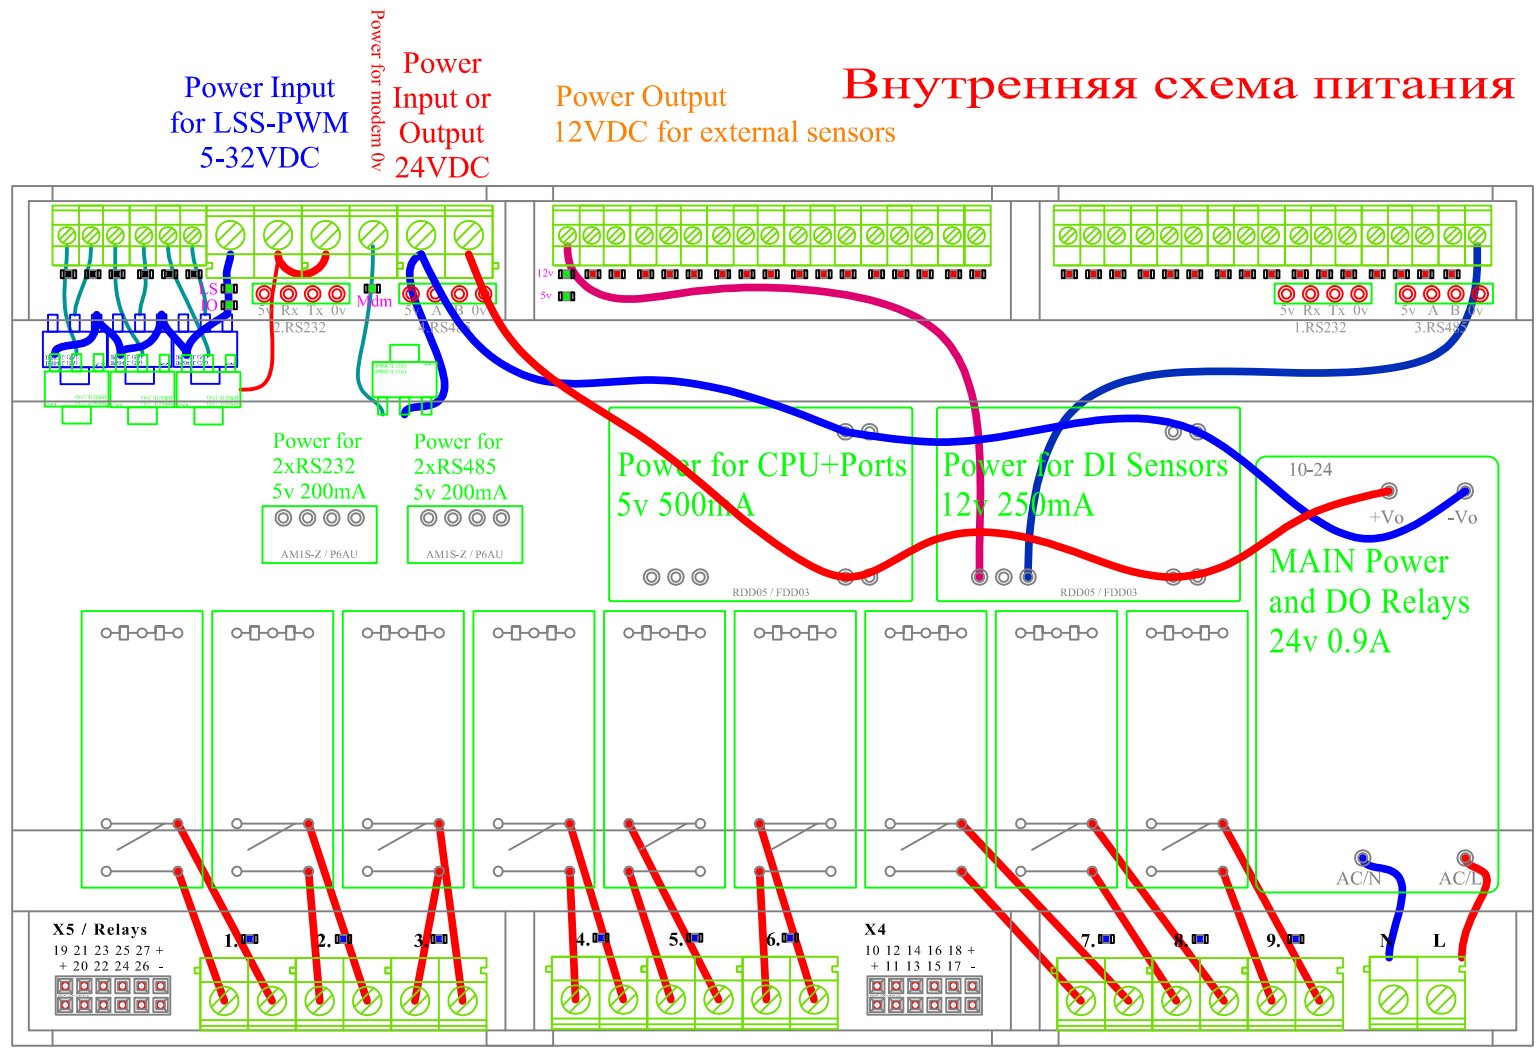 Внутренняя схема питания
Power Input
for LSS-PWM
5-32VDC
Power for modem 0v
Power
Input or
Output
24VDC
Power Output
12VDC for external sensors
LS
IO
5v Rx Tx 0v
2.RS232
Mdm
5v A B 0v
4.RS485
12v
5v
5v Rx Tx 0v
1.RS232
5v A B 0v
3.RS485
Power for
2xRS232
5v 200mA
AM1S-Z / P6AU
Power for
2xRS485
5v 200mA
AM1S-Z / P6AU
Power for CPU+Ports
5v 500mA
RDD05 / FDD03
Power for DI Sensors
12v 250mA
RDD05 / FDD03
10-24
+Vo
-Vo
MAIN Power
and DO Relays
24v 0.9A
AC/N
AC/L
X5 / Relays
19 21 23 25 27 +
+ 20 22 24 26 -
1.
2.
3.
4.
5.
6.
X4
10 12 14 16 18 +
+ 11 13 15 17 -
7.
8.
9.
N
L